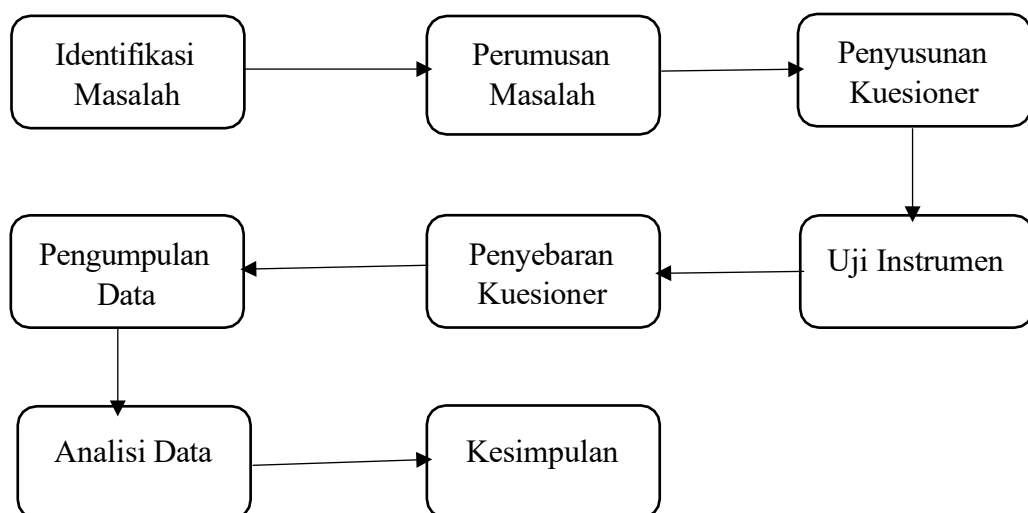 Identifikasi
Masalah
Perumusan
Masalah
Penyusunan
Kuesioner
Uji Instrumen
Penyebaran
Kuesioner
Pengumpulan
Data
Analisi Data
Kesimpulan